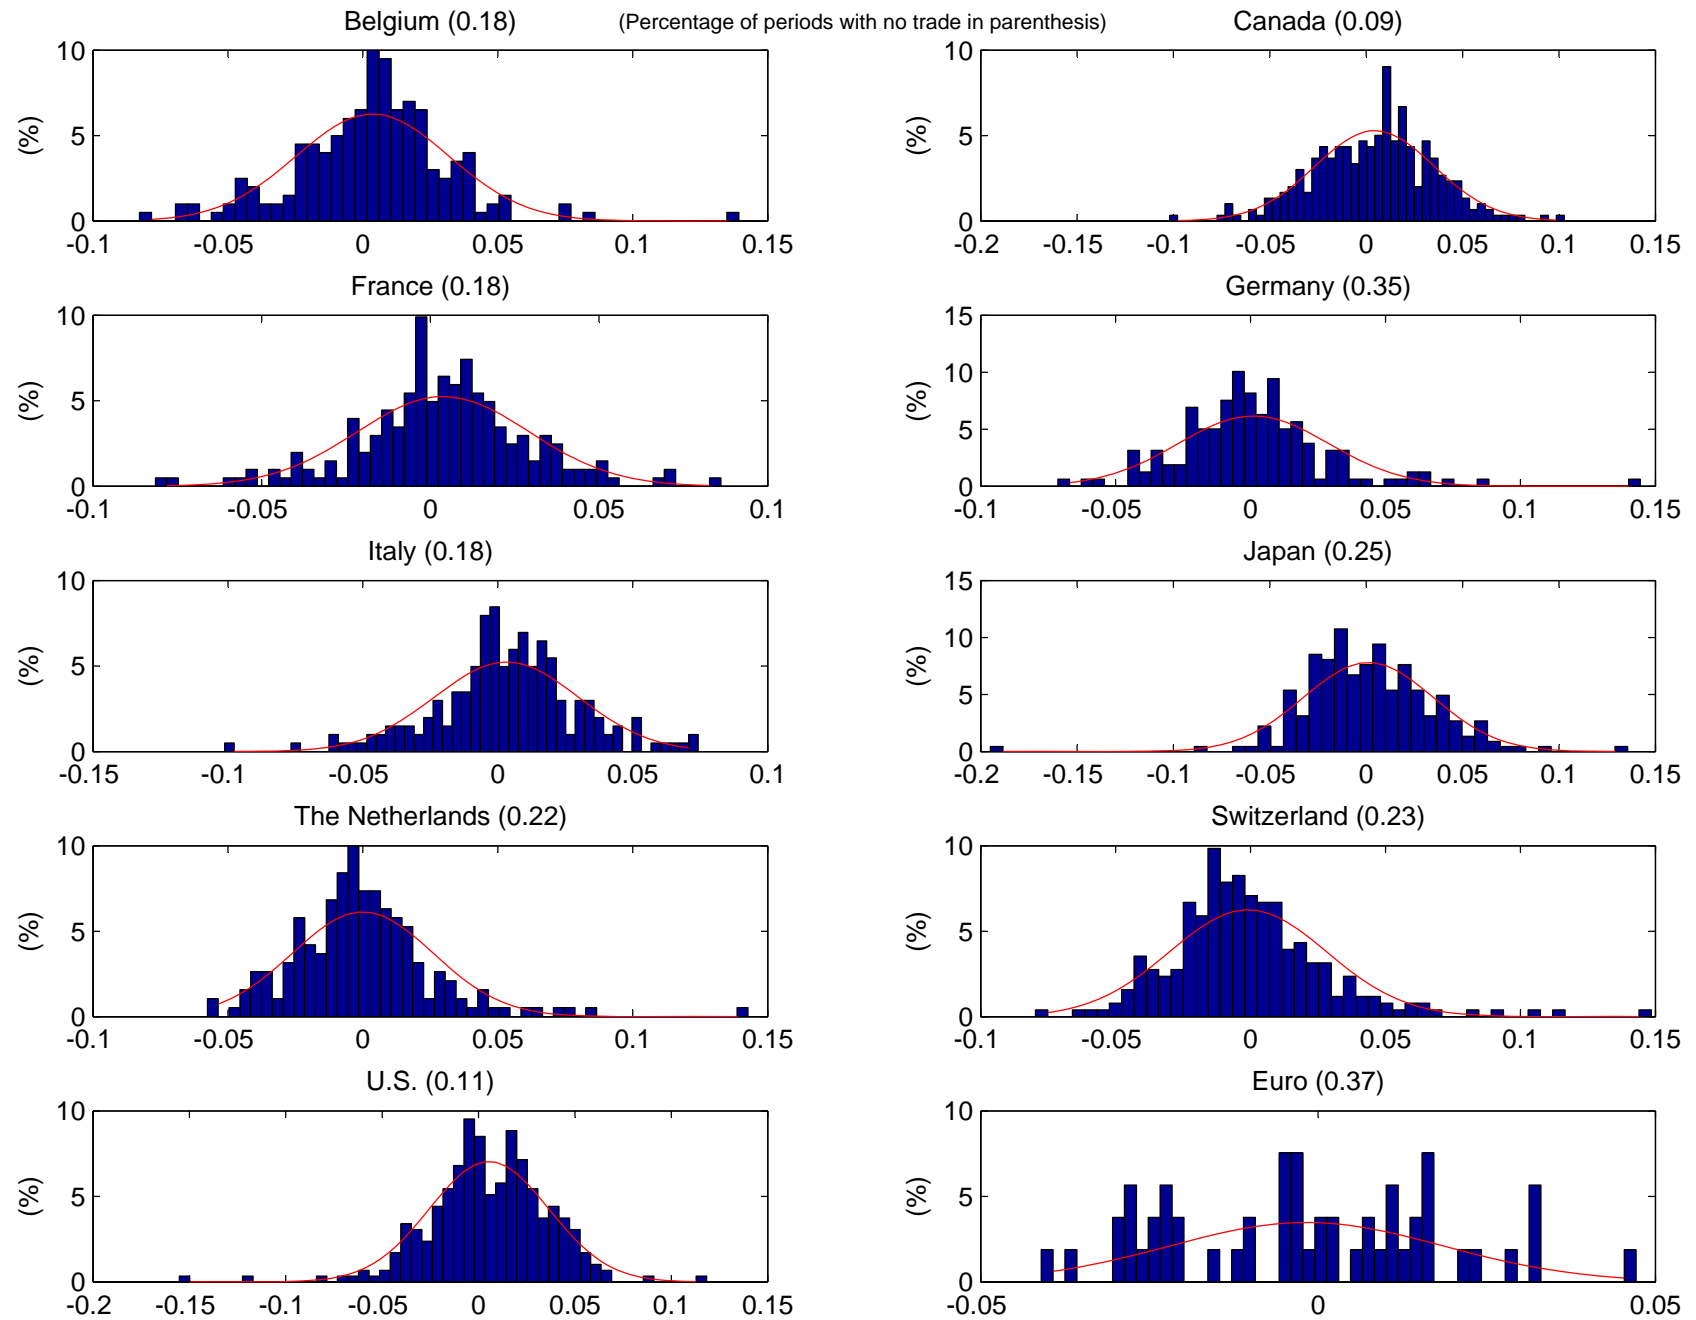 Belgium (0.18)
(Percentage of periods with no trade in parenthesis)
Canada (0.09)
10
5
0
(%)
-0.1 -0.05 0 0.05 0.1 0.15
10
5
0
(%)
-0.2 -0.15 -0.1 -0.05 0 0.05 0.1 0.15
France (0.18)
10
5
0
(%)
-0.1 -0.05 0 0.05 0.1
Germany (0.35)
15
10
5
0
(%)
-0.1 -0.05 0 0.05 0.1 0.15
Italy (0.18)
10
5
0
(%)
-0.15 -0.1 -0.05 0 0.05 0.1
Japan (0.25)
15
10
5
0
(%)
-0.2 -0.15 -0.1 -0.05 0 0.05 0.1 0.15
The Netherlands (0.22)
10
5
0
(%)
-0.1 -0.05 0 0.05 0.1 0.15
Switzerland (0.23)
10
5
0
(%)
-0.1 -0.05 0 0.05 0.1 0.15
U.S. (0.11)
10
5
0
(%)
-0.2 -0.15 -0.1 -0.05 0 0.05 0.1 0.15
Euro (0.37)
10
5
0
(%)
-0.05 0 0.05